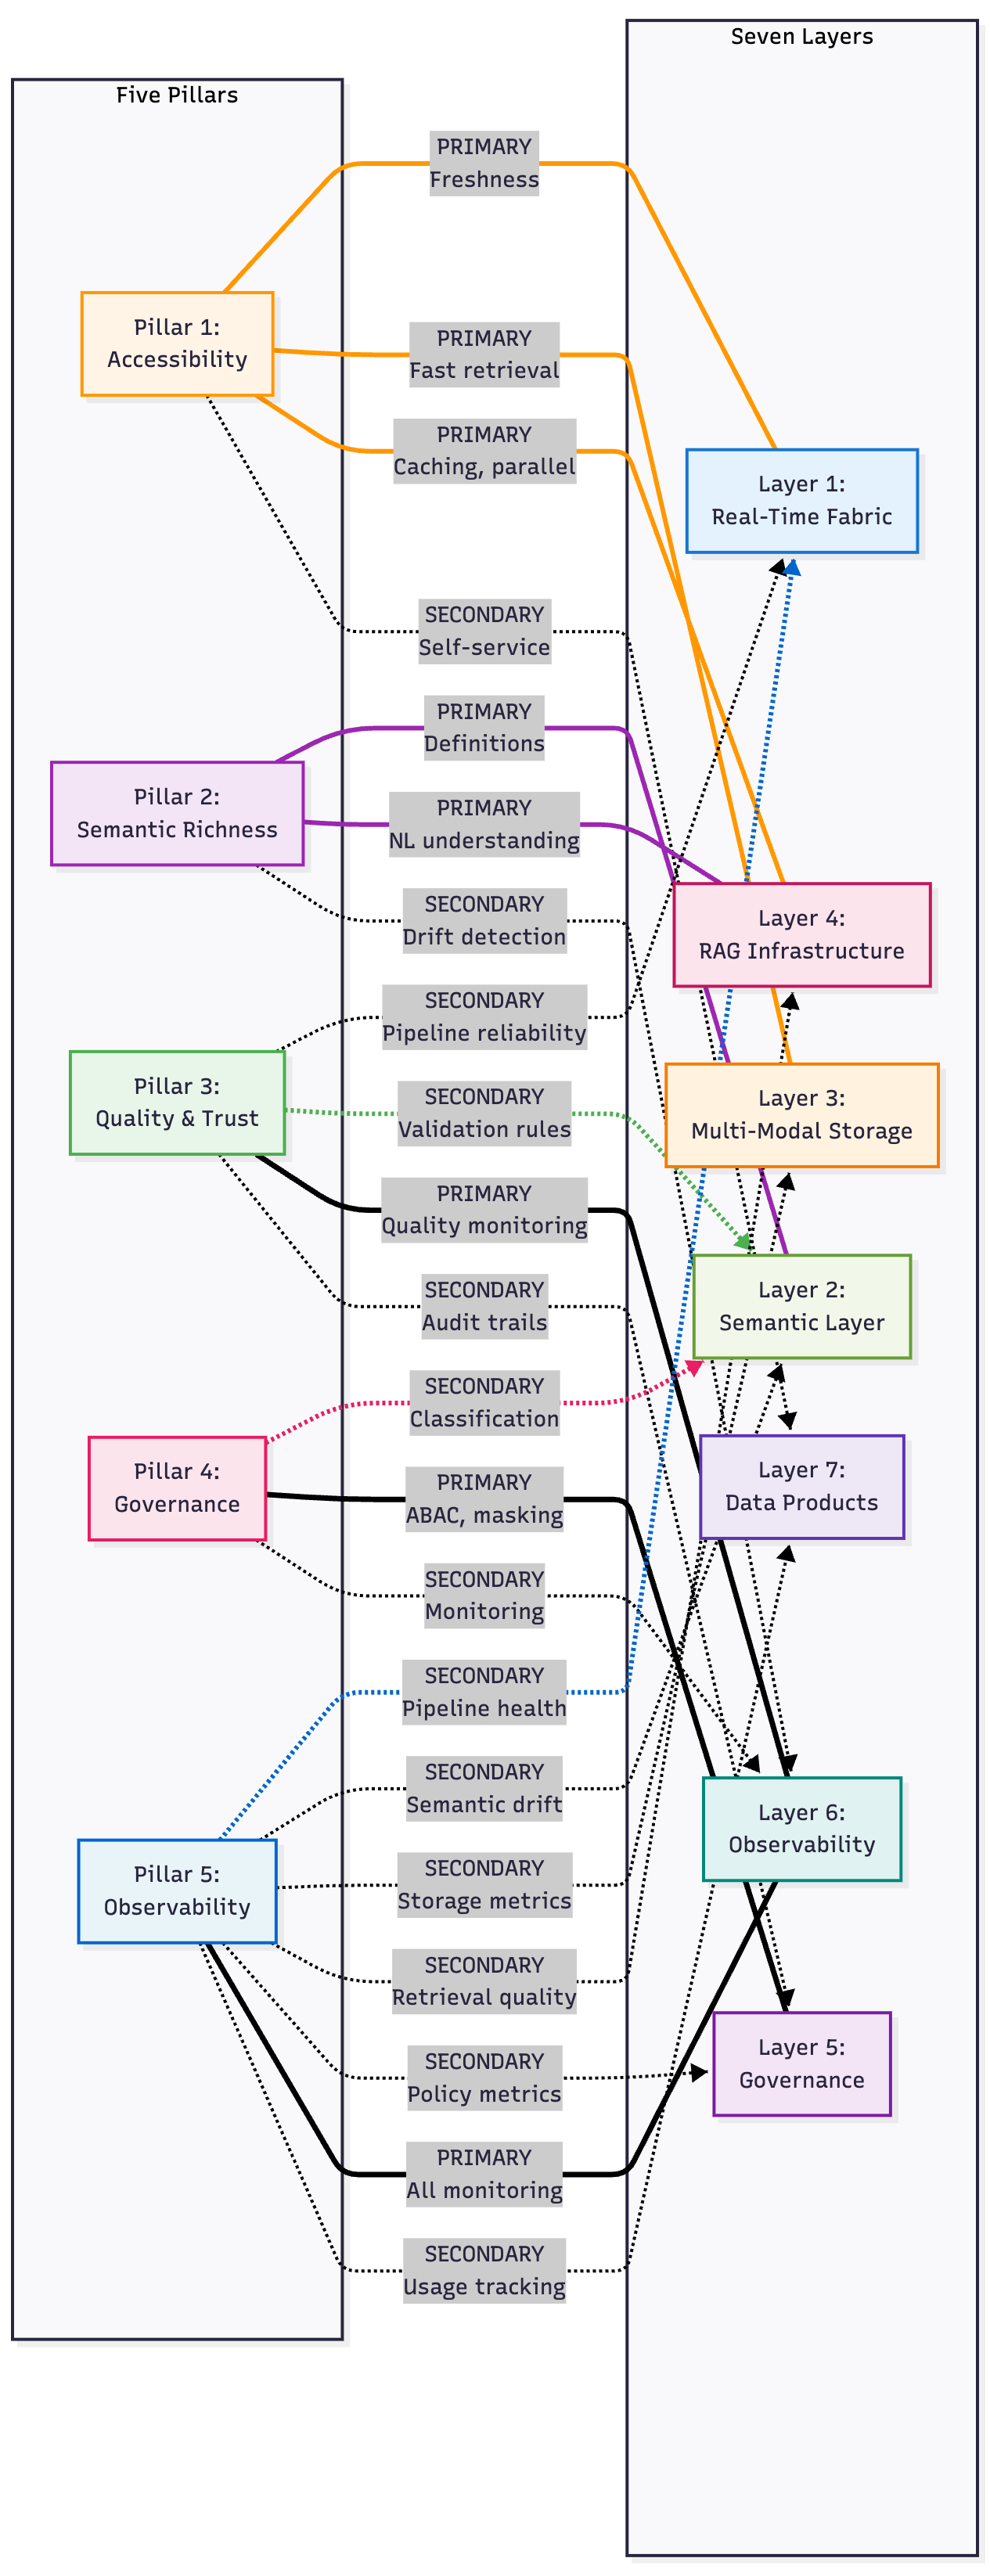 Seven Layers
Five Pillars
PRIMARY
Freshness
Pillar 1:
Accessibility
PRIMARY
Fast retrieval
PRIMARY
Caching, parallel
Layer 1:
Real-Time Fabric
SECONDARY
Self-service
PRIMARY
Definitions
Pillar 2:
Semantic Richness
PRIMARY
NL understanding
SECONDARY
Drift detection
Layer 4:
RAG Infrastructure
SECONDARY
Pipeline reliability
Pillar 3:
Quality & Trust
SECONDARY
Validation rules
Layer 3:
Multi-Modal Storage
PRIMARY
Quality monitoring
SECONDARY
Audit trails
Layer 2:
Semantic Layer
SECONDARY
Classification
Pillar 4:
Governance
PRIMARY
ABAC, masking
Layer 7:
Data Products
SECONDARY
Monitoring
SECONDARY
Pipeline health
SECONDARY
Semantic drift
Layer 6:
Observability
Pillar 5:
Observability
SECONDARY
Storage metrics
SECONDARY
Retrieval quality
SECONDARY
Policy metrics
Layer 5:
Governance
PRIMARY
All monitoring
SECONDARY
Usage tracking